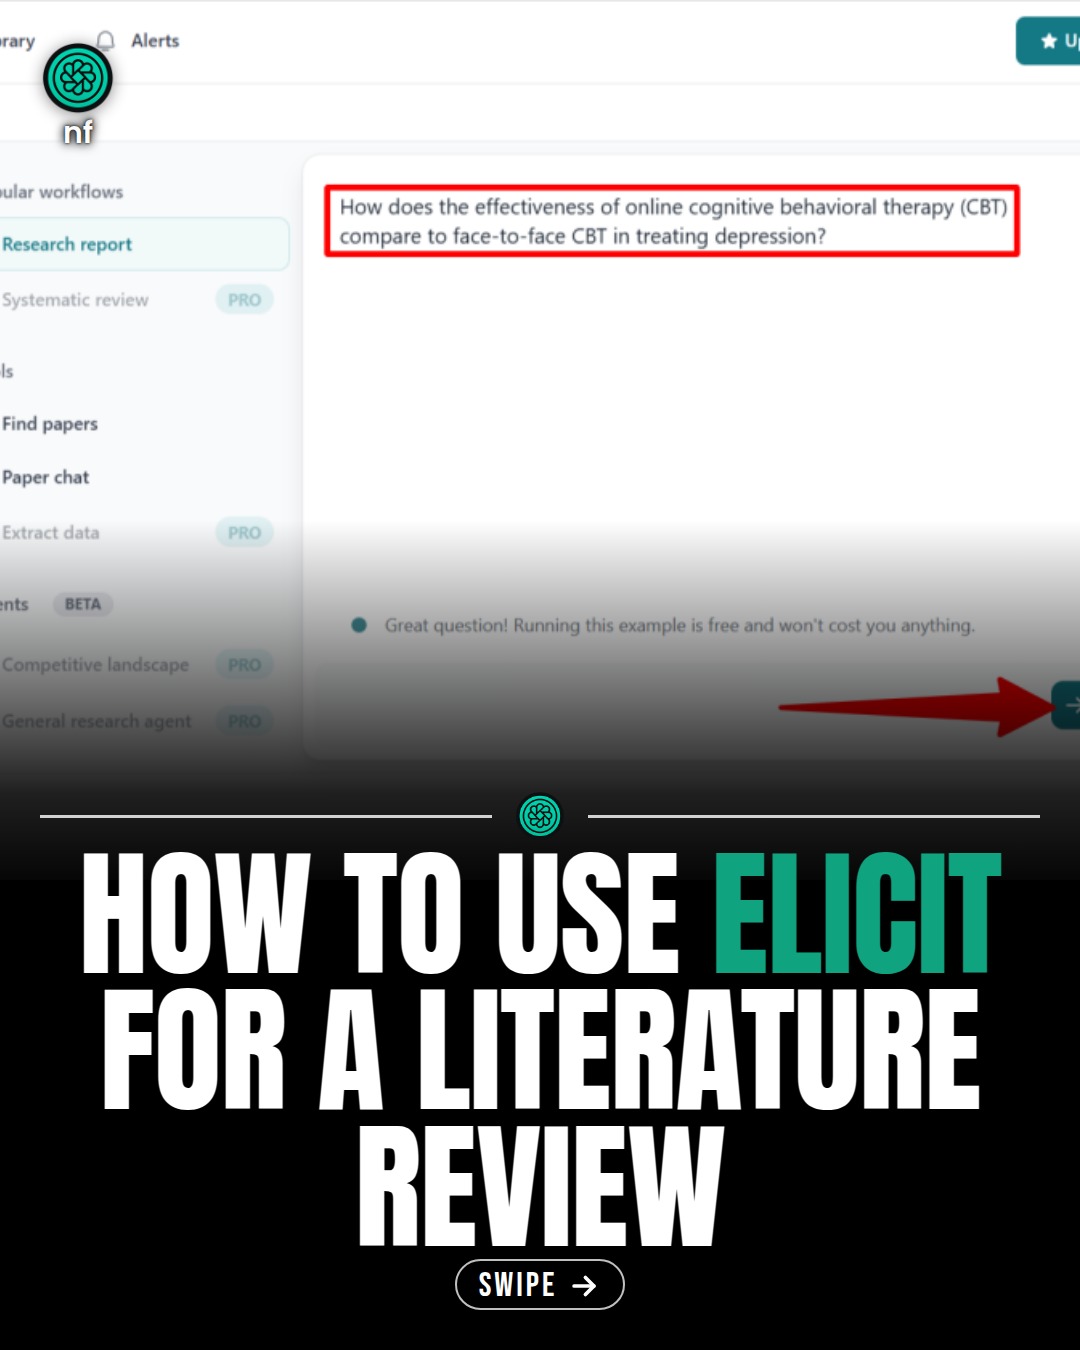 rary
Alerts
Up
nf
pular workflows
Research report
Systematic review
PRO
ls
Find papers
Paper chat
Extract data
PRO
ents
BETA
Competitive landscape
PRO
General research agent
PRO
How does the effectiveness of online cognitive behavioral therapy (CBT)
compare to face-to-face CBT in treating depression?
Great question! Running this example is free and won't cost you anything.
HOW TO USE ELICIT
FOR A LITERATURE
REVIEW
SWIPE →